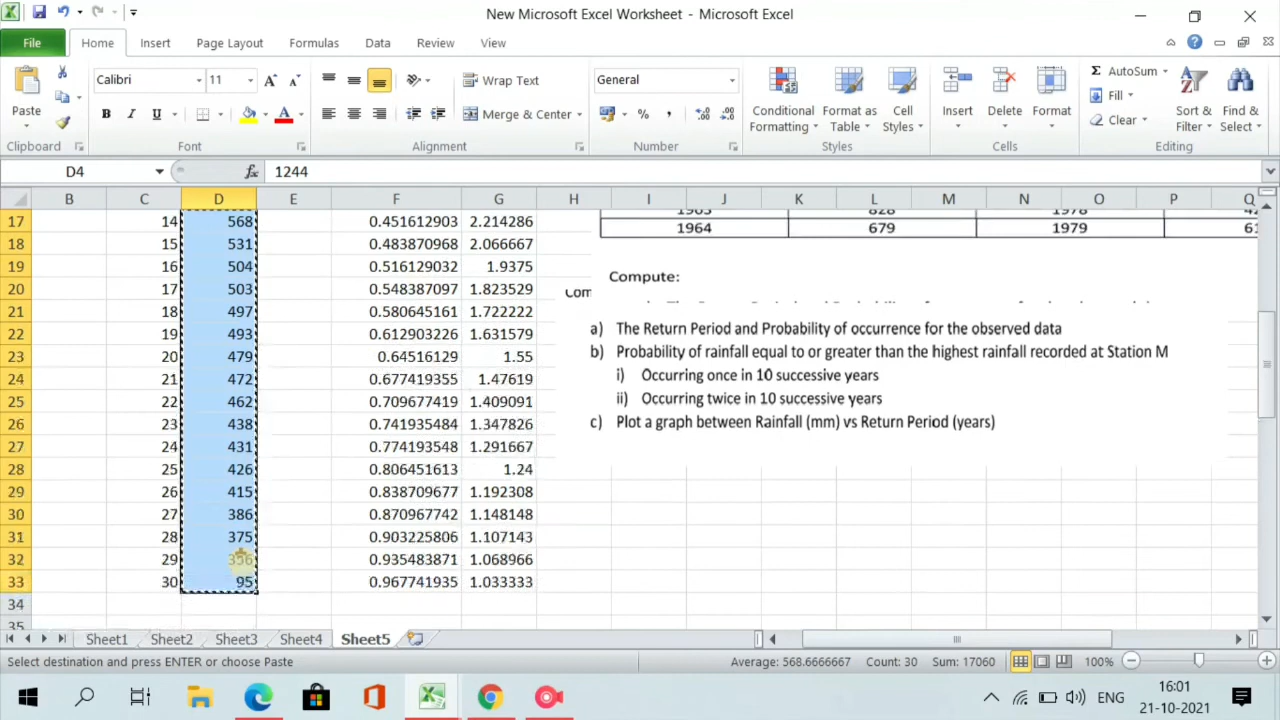 New Microsoft Excel Worksheet - Microsoft Excel
File Home Insert Page Layout Formulas Data Review View
Calibri 11 Wrap Text General AutoSum
Paste Conditional Formatting Format as Table Cell Styles Insert Delete Format Fill Sort & Filter Find & Select
B I U A Merge & Center % , Clear
Clipboard Font Alignment Number Styles Cells Editing
D4 fx 1244
B C D E F G H I J K L M N O P Q
17 14 568 0.451612903 2.214286
1964 679 1979
18 15 531 0.483870968 2.066667
19 16 504 0.516129032 1.9375
Compute:
20 17 503 0.548387097 1.823529
21 18 497 0.580645161 1.722222
22 19 493 0.612903226 1.631579
23 20 479 0.64516129 1.55
24 21 472 0.677419355 1.47619
25 22 462 0.709677419 1.409091
26 23 438 0.741935484 1.347826
27 24 431 0.774193548 1.291667
28 25 426 0.806451613 1.24
29 26 415 0.838709677 1.192308
30 27 386 0.870967742 1.148148
31 28 375 0.903225806 1.107143
32 29 356 0.935483871 1.068966
33 30 95 0.967741935 1.033333
34
35
Com
a) The Return Period and Probability of occurrence for the observed data
b) Probability of rainfall equal to or greater than the highest rainfall recorded at Station M
i) Occurring once in 10 successive years
ii) Occurring twice in 10 successive years
c) Plot a graph between Rainfall (mm) vs Return Period (years)
Sheet1 Sheet2 Sheet3 Sheet4 Sheet5
Select destination and press ENTER or choose Paste Average: 568.6666667 Count: 30 Sum: 17060 100%
ENG 16:01
21-10-2021